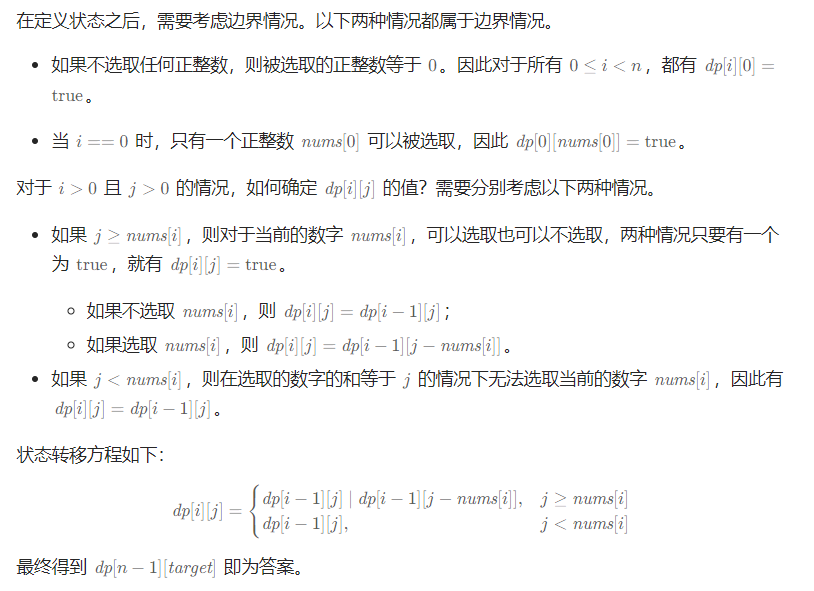 在定义状态之后，需要考虑边界情况。以下两种情况都属于边界情况。
• 如果不选取任何正整数，则被选取的正整数等于 0。因此对于所有 0 ≤ i < n，都有 dp[i][0] =
true。
• 当 i == 0 时，只有一个正整数 nums[0] 可以被选取，因此 dp[0][nums[0]] = true。
对于 i > 0 且 j > 0 的情况，如何确定 dp[i][j] 的值？需要分别考虑以下两种情况。
• 如果 j ≥ nums[i]，则对于当前的数字 nums[i]，可以选取也可以不选取，两种情况只要有一个
为 true，就有 dp[i][j] = true。
◦ 如果不选取 nums[i]，则 dp[i][j] = dp[i − 1][j]；
◦ 如果选取 nums[i]，则 dp[i][j] = dp[i − 1][j − nums[i]]。
• 如果 j < nums[i]，则在选取的数字的和等于 j 的情况下无法选取当前的数字 nums[i]，因此有
dp[i][j] = dp[i − 1][j]。
状态转移方程如下：
dp[i][j] = { dp[i − 1][j] | dp[i − 1][j − nums[i]], j ≥ nums[i]
dp[i − 1][j], j < nums[i]
最终得到 dp[n − 1][target] 即为答案。